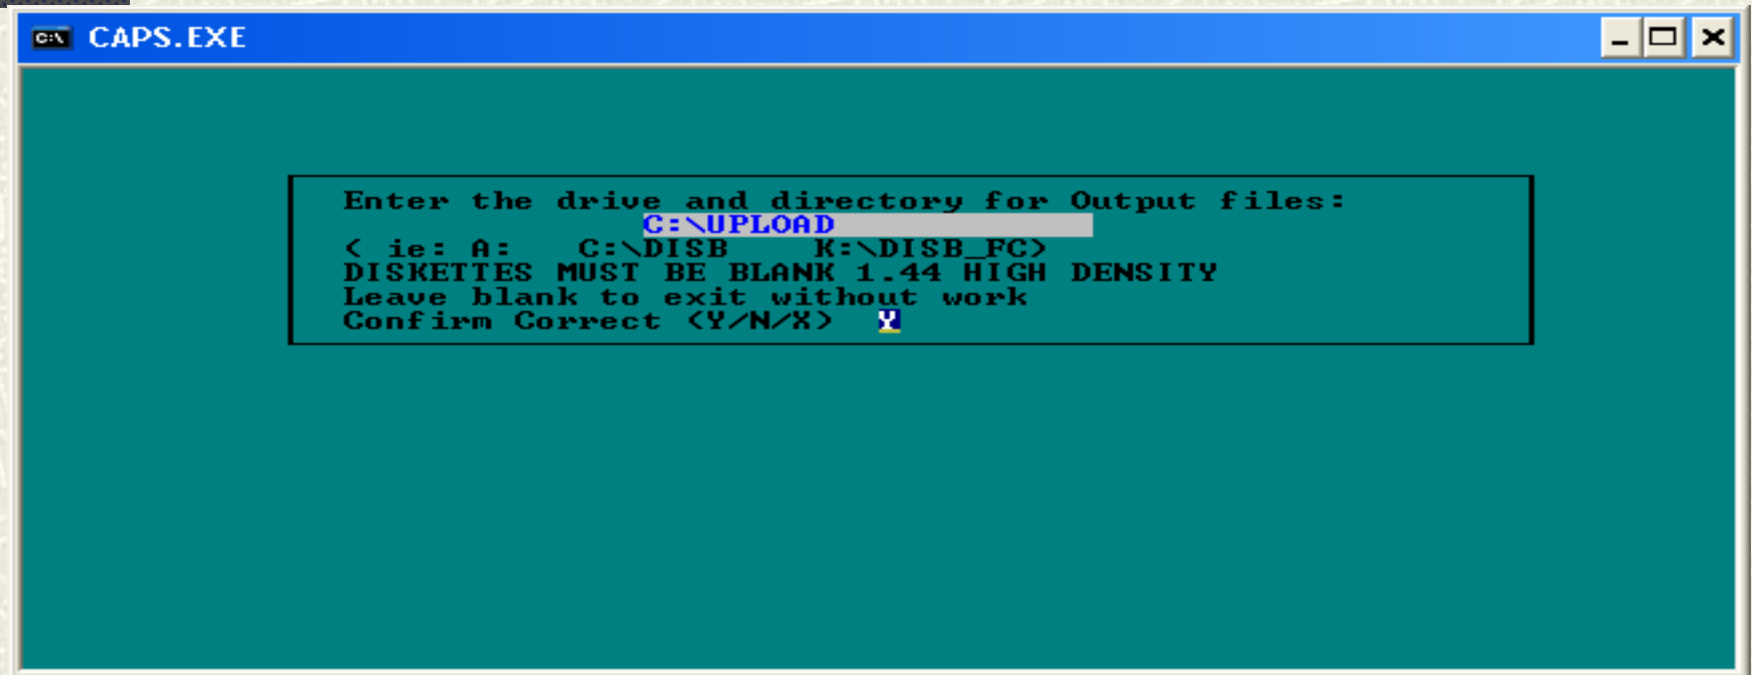 C:\ CAPS.EXE
Enter the drive and directory for Output files:
C:\UPLOAD
( ie: A:   C:\DISB    K:\DISB_FC)
DISKETTES MUST BE BLANK 1.44 HIGH DENSITY
Leave blank to exit without work
Confirm Correct (Y/N/X)  Y